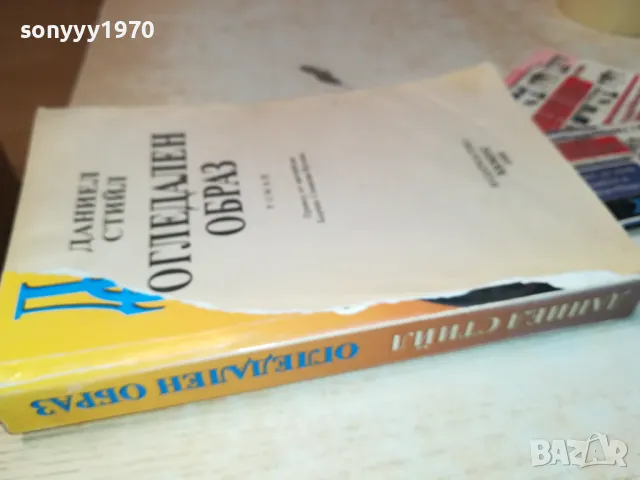 sonyyy1970
ДАНИЕЛ
СТИЙЛ
ОГЛЕДАЛЕН
ОБРАЗ
РОМАН
ДАНИЕЛ СТИЙЛ
ОГЛЕДАЛЕН ОБРАЗ
BAZAR